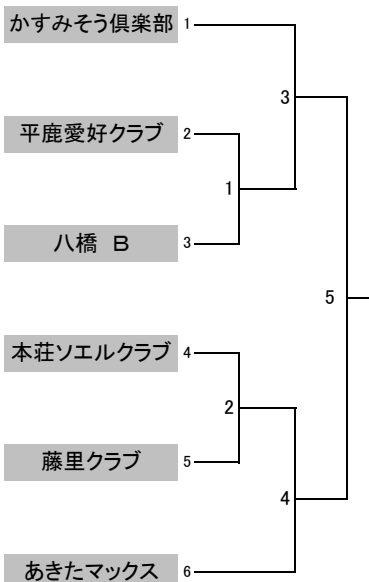 かすみそう倶楽部 1
3
平鹿愛好クラブ 2
1
八橋 B 3
5
本荘ソエルクラブ 4
2
藤里クラブ 5
4
あきたマックス 6